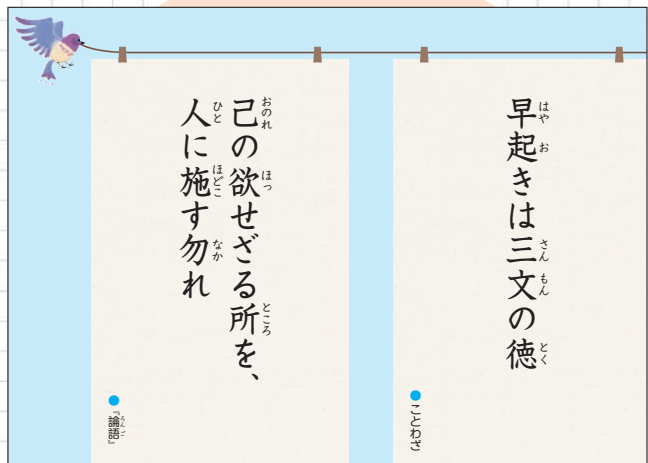 早起きは三文の徳
●ことわざ
己の欲せざる所を、
人に施す勿れ
●『論語』